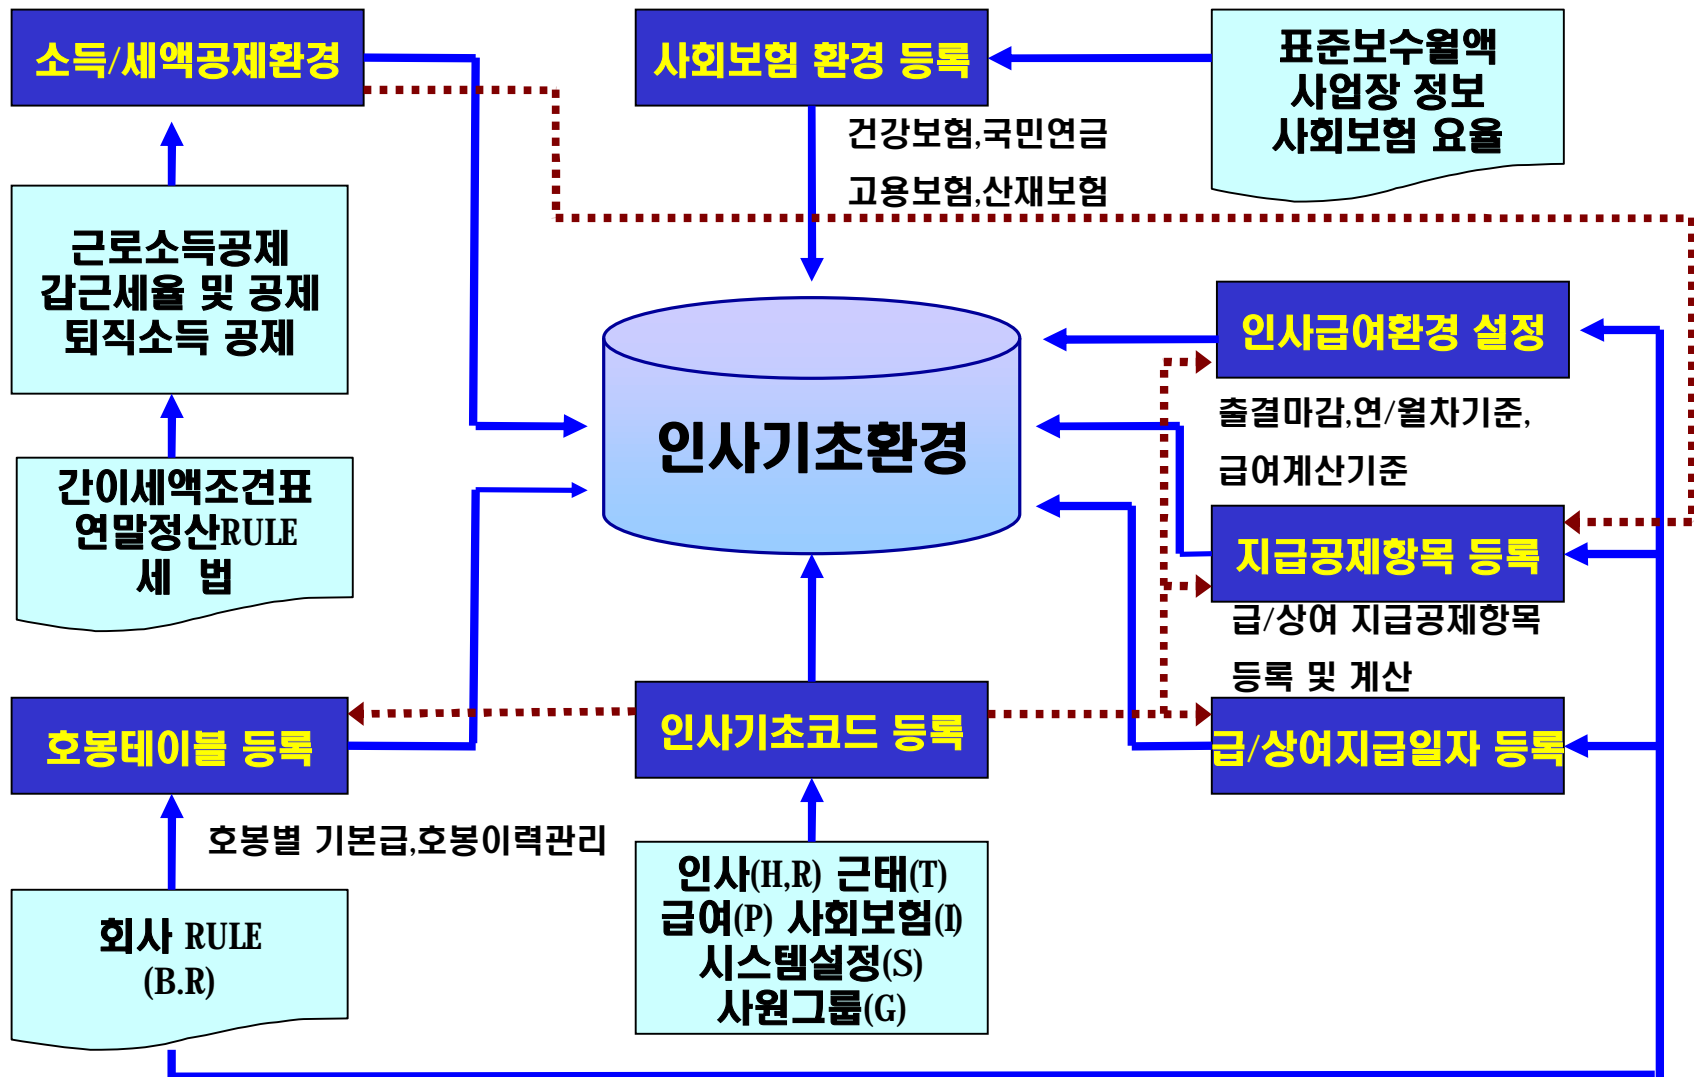 소득/세액공제환경
사회보험 환경 등록
표준보수월액
사업장 정보
사회보험 요율
건강보험,국민연금
고용보험,산재보험
근로소득공제
갑근세율 및 공제
퇴직소득 공제
인사급여환경 설정
출결마감,연/월차기준,
급여계산기준
인사기초환경
간이세액조견표
연말정산RULE
세 법
지급공제항목 등록
급/상여 지급공제항목
등록 및 계산
호봉테이블 등록
인사기초코드 등록
급/상여지급일자 등록
호봉별 기본급,호봉이력관리
인사(H,R) 근태(T)
급여(P) 사회보험(I)
시스템설정(S)
사원그룹(G)
회사 RULE
(B.R)